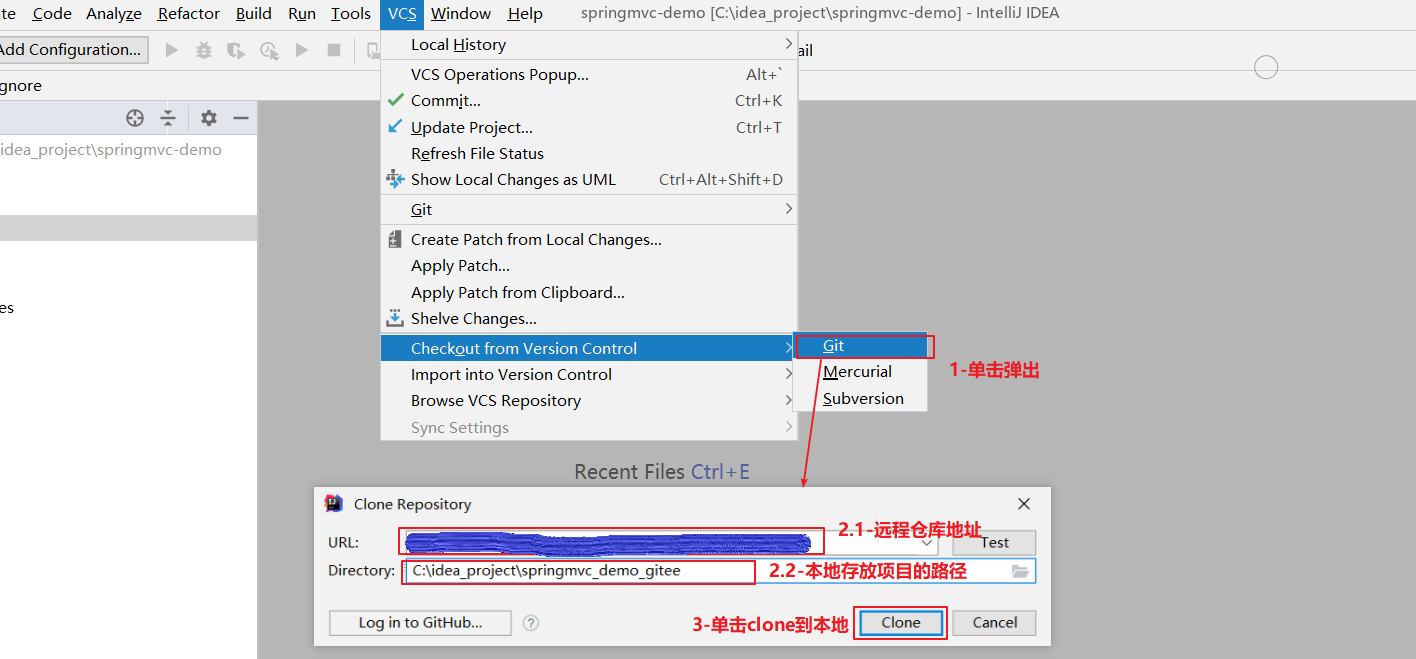 te Code Analyze Refactor Build Run Tools VCS Window Help springmvc-demo [C:\idea_project\springmvc-demo] - IntelliJ IDEA
Add Configuration...
ail
gnore
idea_project\springmvc-demo
es
Local History
VCS Operations Popup... Alt+`
Commit... Ctrl+K
Update Project... Ctrl+T
Refresh File Status
Show Local Changes as UML Ctrl+Alt+Shift+D
Git
Create Patch from Local Changes...
Apply Patch...
Apply Patch from Clipboard...
Shelve Changes...
Checkout from Version Control
Import into Version Control
Browse VCS Repository
Sync Settings
Git
Mercurial
Subversion
1-单击弹出
Recent Files Ctrl+E
Clone Repository
URL:
2.1-远程仓库地址
Test
Directory: C:\idea_project\springmvc_demo_gitee
2.2-本地存放项目的路径
Log in to GitHub... ?
3-单击clone到本地
Clone
Cancel